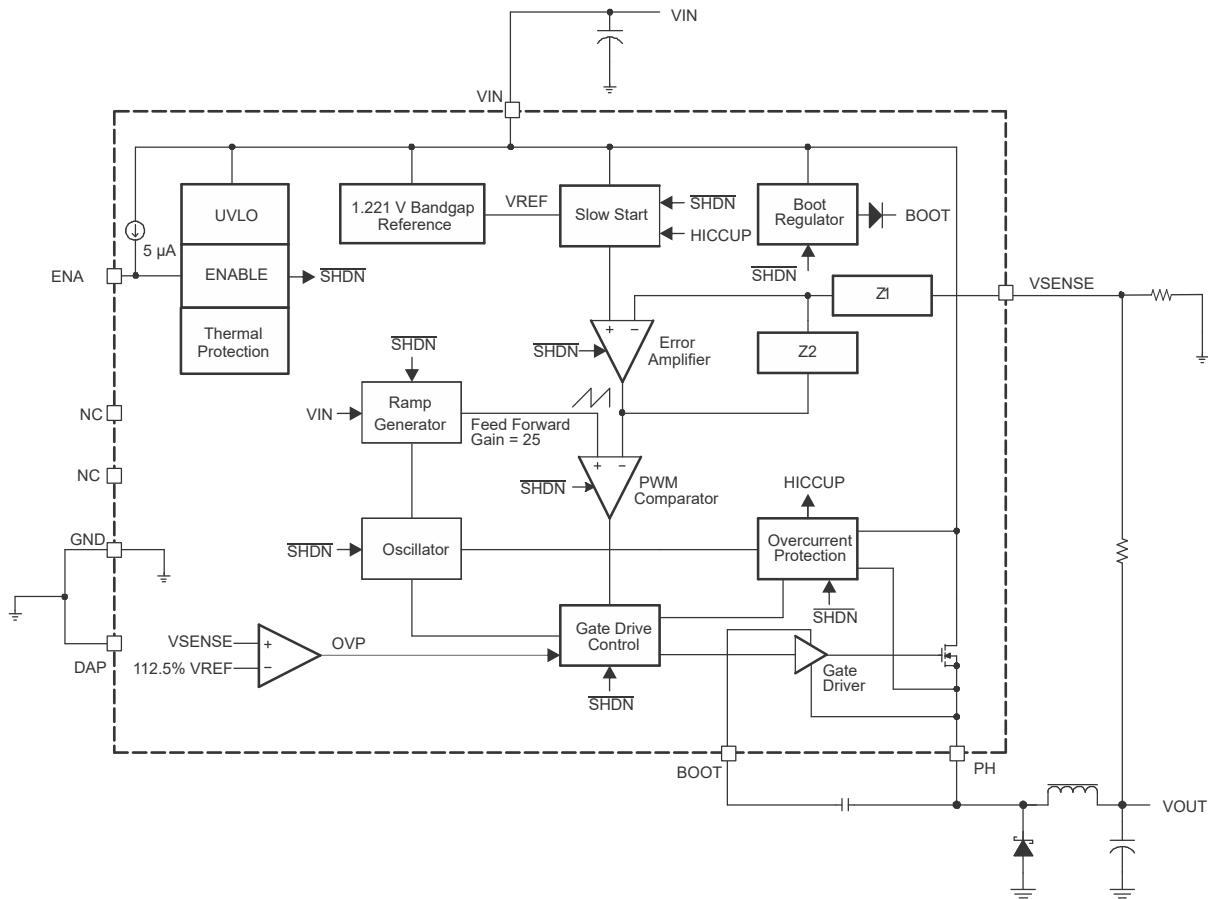 VIN
VIN
UVLO
1.221 V Bandgap
Reference
VREF
Slow Start
SHDN
HICCUP
Boot
Regulator
BOOT
SHDN
5 µA
ENA
ENABLE
SHDN
Thermal
Protection
Z1
VSENSE
+ −
Error
Amplifier
SHDN
Z2
SHDN
VIN
Ramp
Generator
Feed Forward
Gain = 25
NC
NC
+ −
PWM
Comparator
SHDN
HICCUP
GND
SHDN
Oscillator
Overcurrent
Protection
SHDN
DAP
VSENSE
+
112.5% VREF
−
OVP
Gate Drive
Control
SHDN
Gate
Driver
BOOT
PH
VOUT